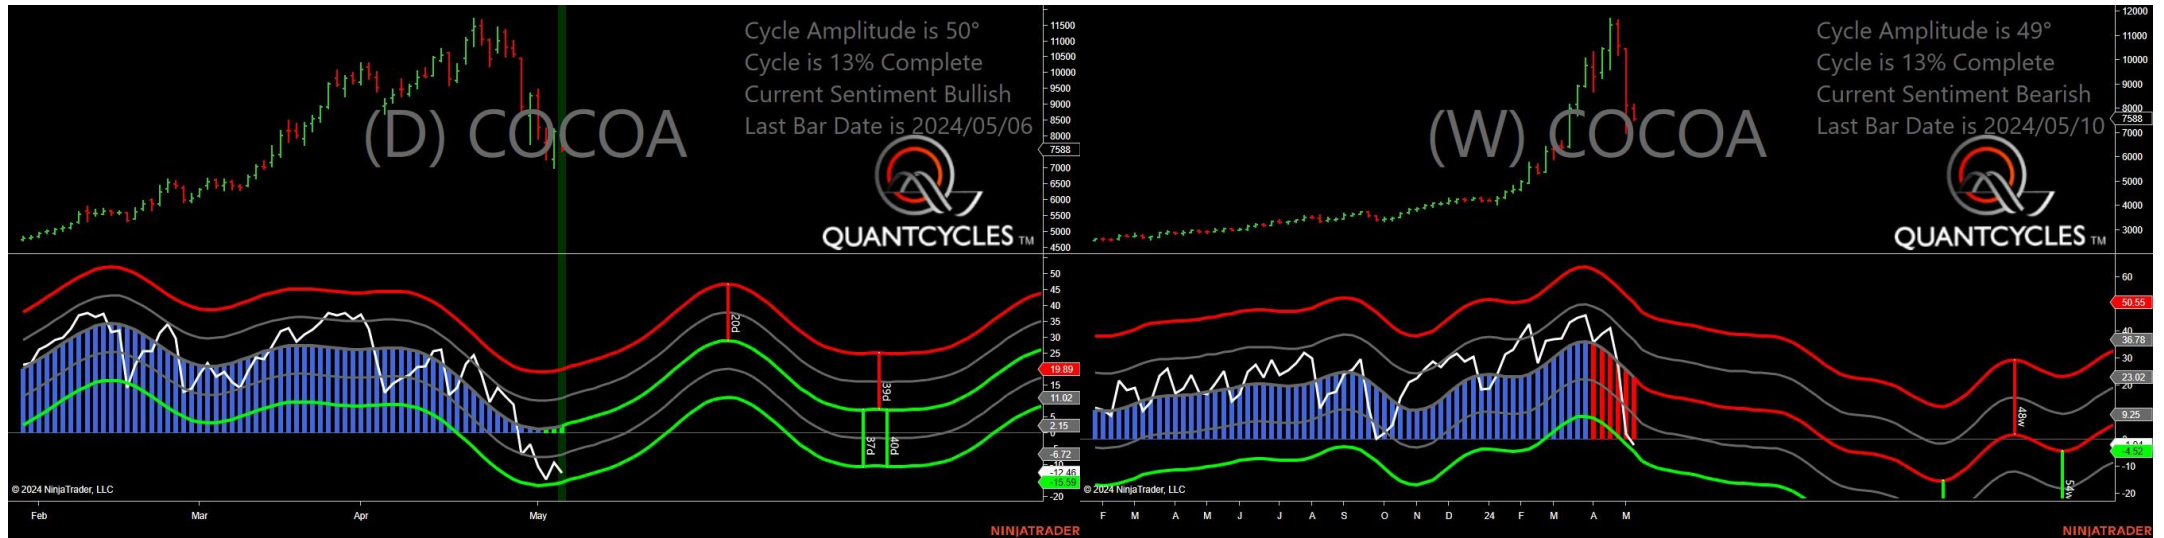 Cycle Amplitude is 50°
Cycle is 13% Complete
Current Sentiment Bullish
Last Bar Date is 2024/05/06
(D) COCOA
QUANTCYCLES TM
11500
11000
10500
10000
9500
9000
8500
8000
7588
7000
6500
6000
5500
5000
4500
50
45
40
35
30
25
19.89
15
11.02
5
2.15
0
-6.72
-12.46
-15.59
-20
20d
39d
37d
40d
© 2024 NinjaTrader, LLC
Feb Mar Apr May
NINJATRADER
Cycle Amplitude is 49°
Cycle is 13% Complete
Current Sentiment Bearish
Last Bar Date is 2024/05/10
(W) COCOA
QUANTCYCLES TM
12000
11000
10000
9000
8000
7588
7000
6000
5000
4000
3000
60
50.55
40
36.78
30
23.02
20
9.25
-4.52
-10
-20
48w
54w
© 2024 NinjaTrader, LLC
F M A M J J A S O N D 24 F M A M
NINJATRADER